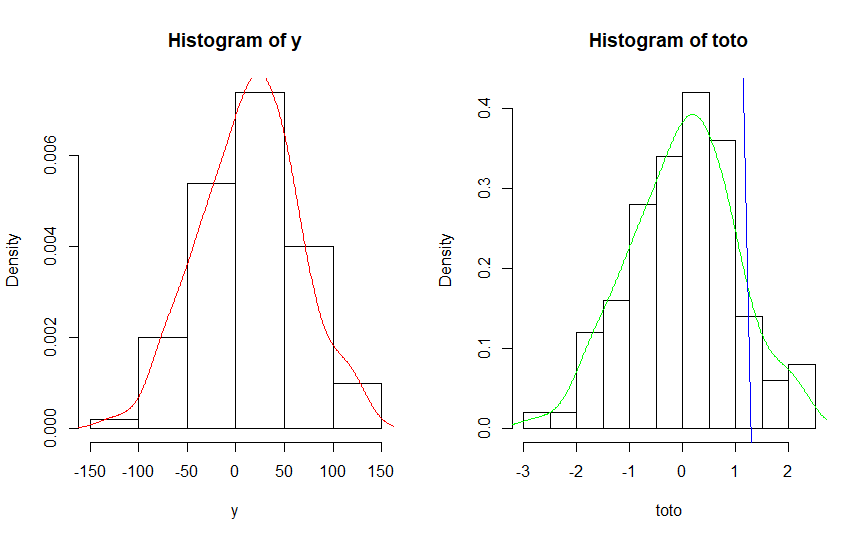 Histogram of y
Density
0.000 0.002 0.004 0.006
-150 -100 -50 0 50 100 150
y
Histogram of toto
Density
0.0 0.1 0.2 0.3 0.4
-3 -2 -1 0 1 2
toto